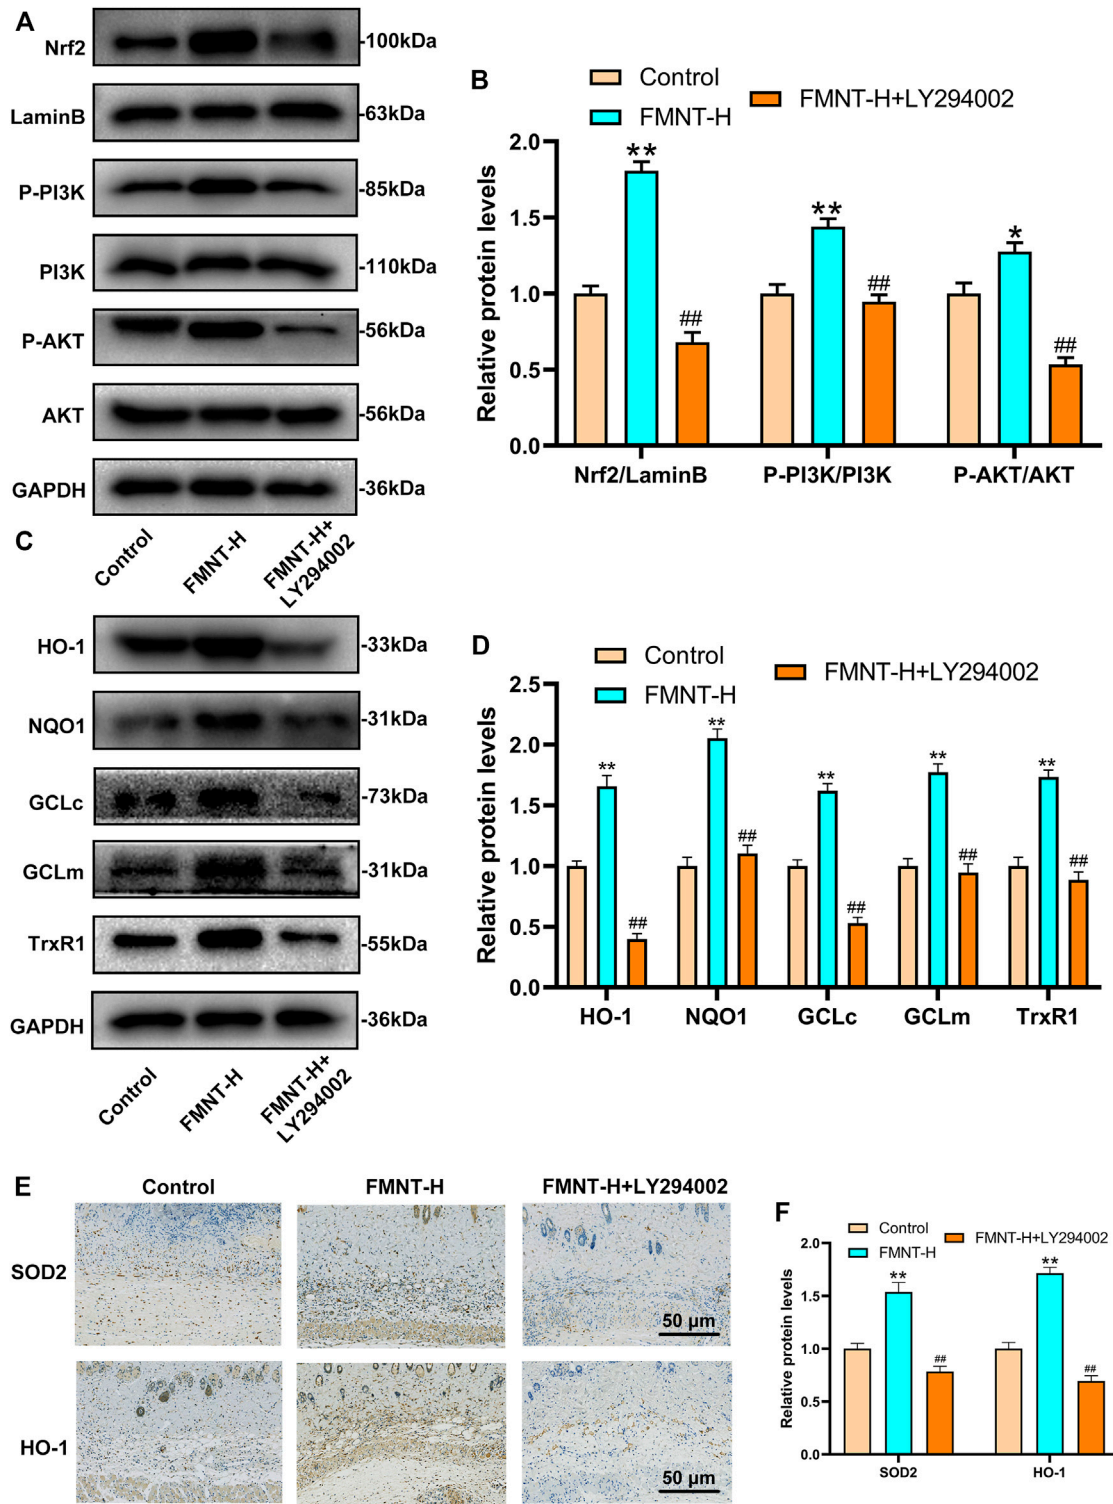 A
Nrf2
-100kDa
LaminB
-63kDa
P-PI3K
-85kDa
PI3K
-110kDa
P-AKT
-56kDa
AKT
-56kDa
GAPDH
-36kDa
Control
FMNT-H
FMNT-H+
LY294002
B
Control
FMNT-H
FMNT-H+LY294002
Relative protein levels
2.0
1.5
1.0
0.5
0.0
**
##
**
##
*
##
Nrf2/LaminB
P-PI3K/PI3K
P-AKT/AKT
C
HO-1
-33kDa
NQO1
-31kDa
GCLc
-73kDa
GCLm
-31kDa
TrxR1
-55kDa
GAPDH
-36kDa
Control
FMNT-H
FMNT-H+
LY294002
D
Control
FMNT-H
FMNT-H+LY294002
Relative protein levels
2.5
2.0
1.5
1.0
0.5
0.0
**
##
**
##
**
##
**
##
**
##
HO-1
NQO1
GCLc
GCLm
TrxR1
E
Control
FMNT-H
FMNT-H+LY294002
SOD2
50 μm
HO-1
50 μm
F
Control
FMNT-H
FMNT-H+LY294002
Relative protein levels
2.0
1.5
1.0
0.5
0.0
**
##
**
##
SOD2
HO-1